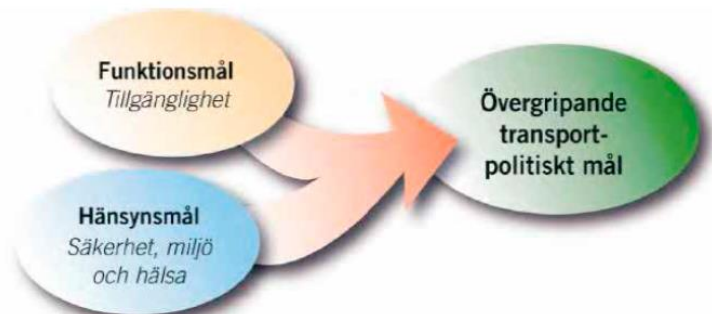 Funktionsmål
Tillgänglighet
Hänsynsmål
Säkerhet, miljö
och hälsa
Övergripande
transport-
politiskt mål